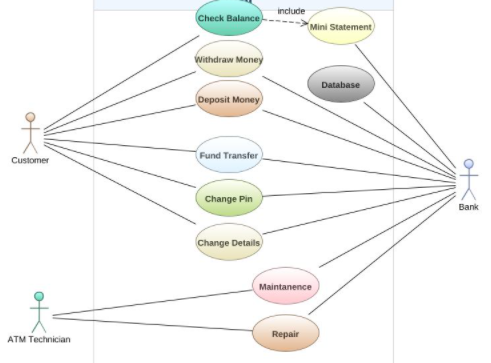 Check Balance
include
Mini Statement
Withdraw Money
Database
Deposit Money
Customer
Fund Transfer
Bank
Change Pin
Change Details
Maintanence
ATM Technician
Repair